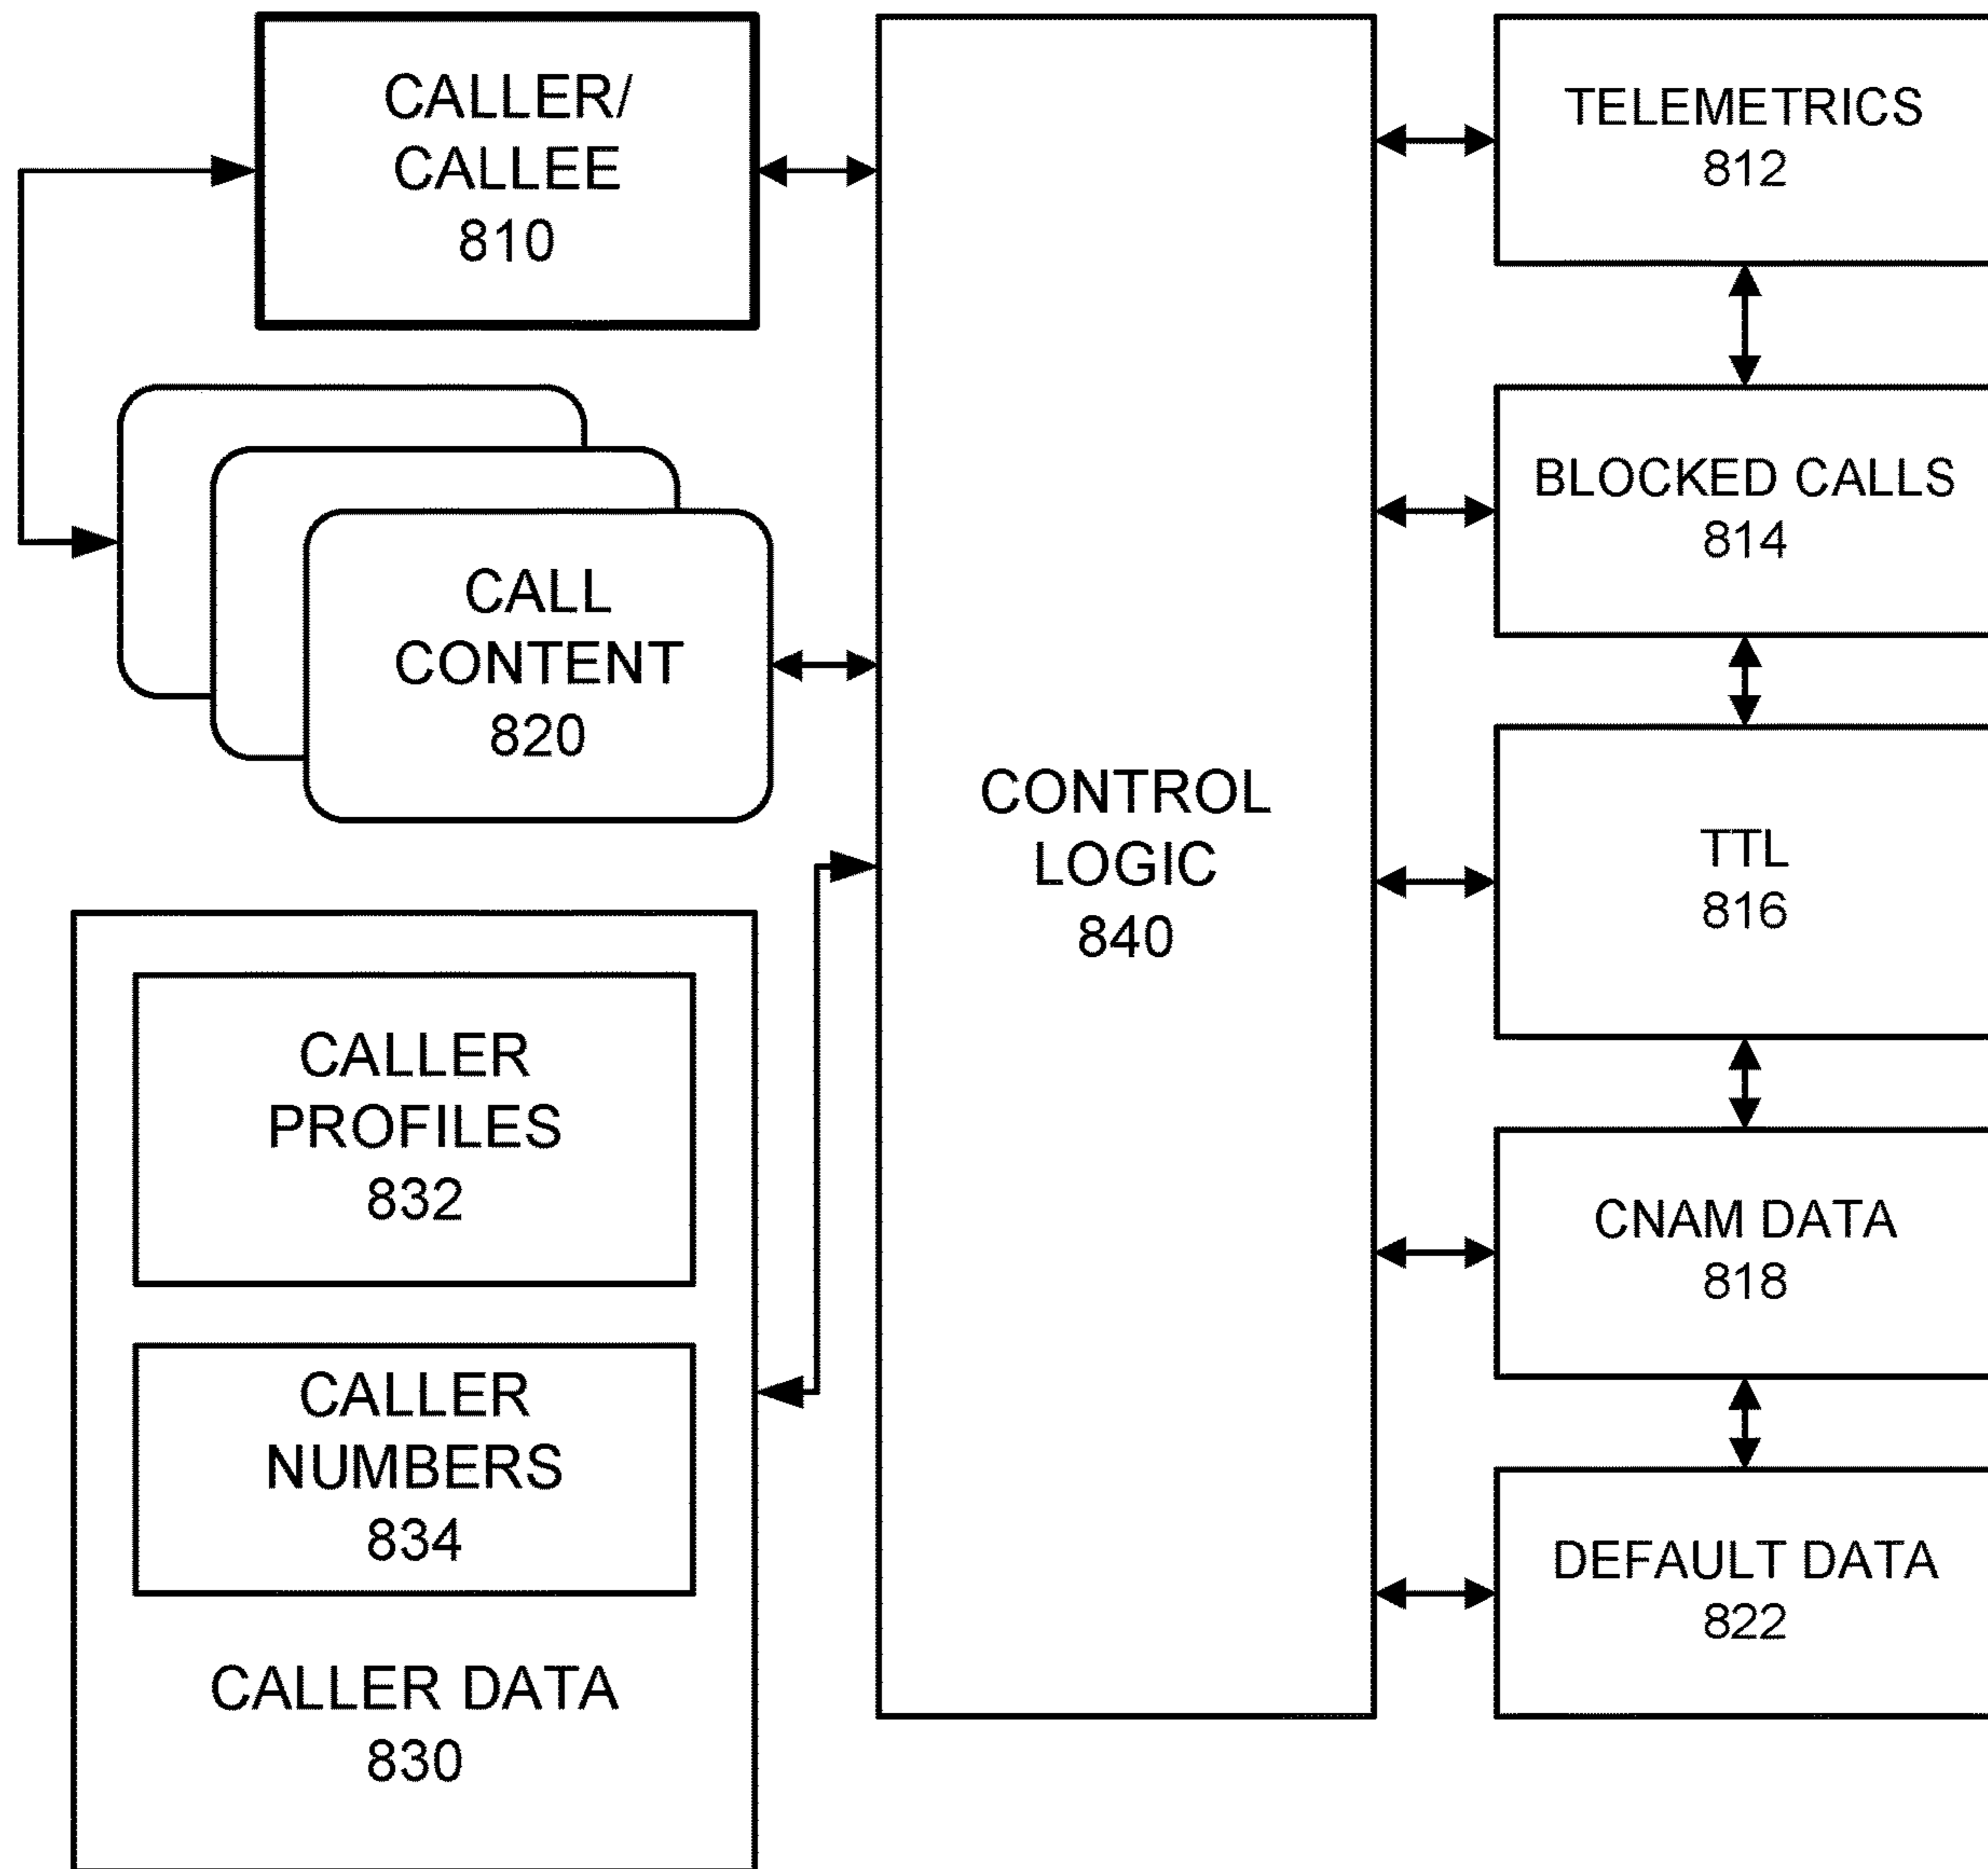 CALLER/
CALLEE
810
CALL
CONTENT
820
CALLER
PROFILES
832
CALLER
NUMBERS
834
CALLER DATA
830
CONTROL
LOGIC
840
TELEMETRICS
812
BLOCKED CALLS
814
TTL
816
CNAM DATA
818
DEFAULT DATA
822